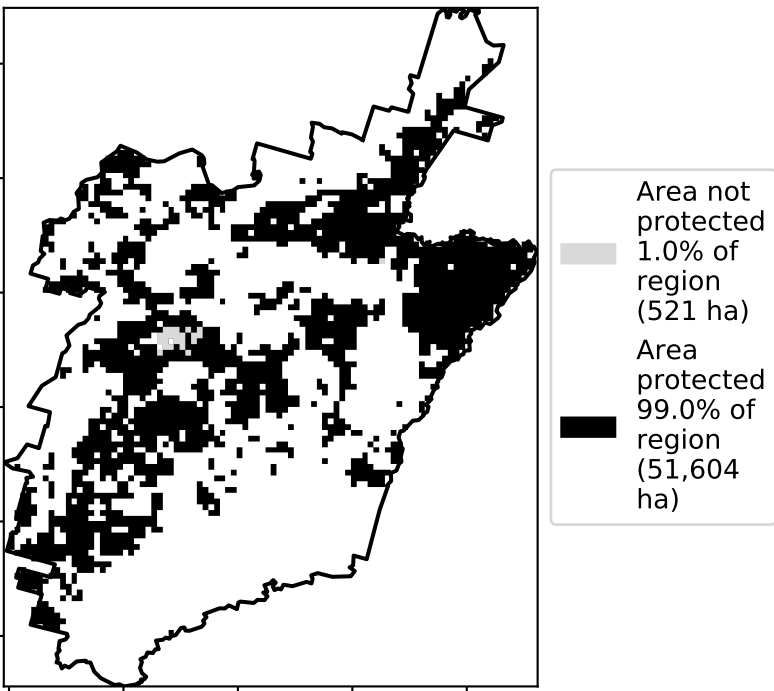 Area not
protected
1.0% of
region
(521 ha)
Area
protected
99.0% of
region
(51,604
ha)